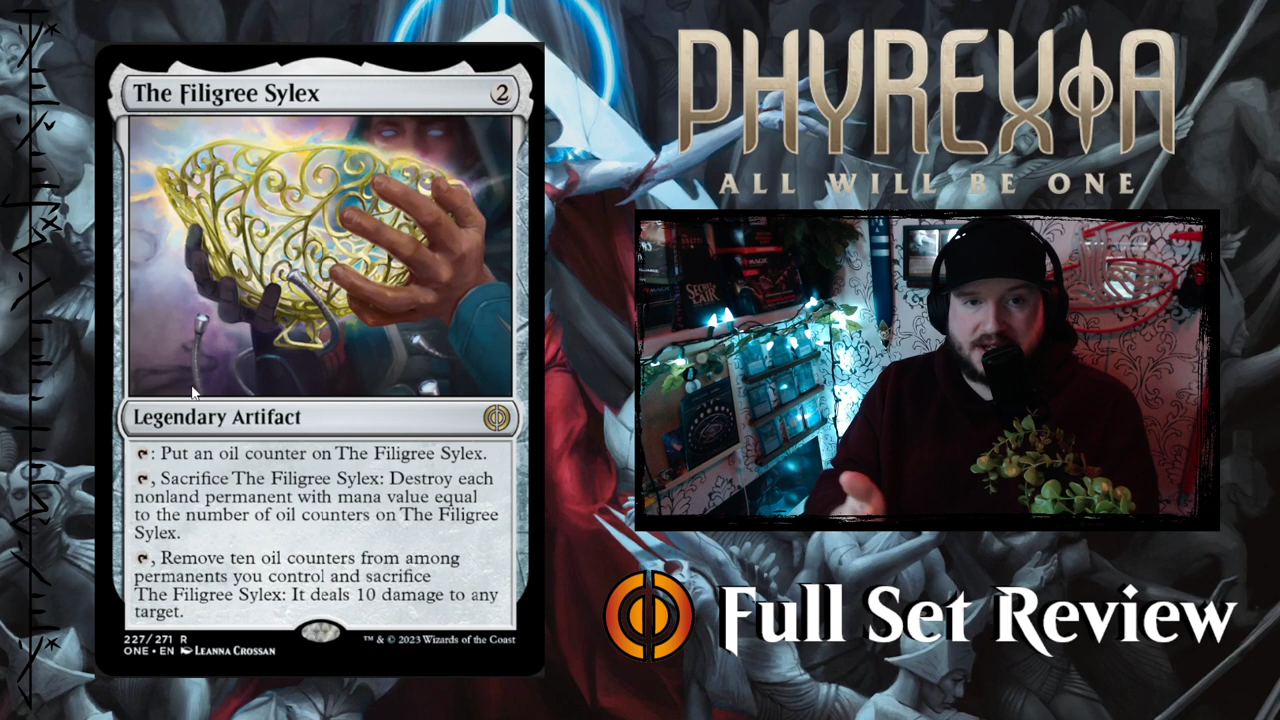 The Filigree Sylex 2
Legendary Artifact
: Put an oil counter on The Filigree Sylex.
, Sacrifice The Filigree Sylex: Destroy each
nonland permanent with mana value equal
to the number of oil counters on The Filigree
Sylex.
, Remove ten oil counters from among
permanents you control and sacrifice
The Filigree Sylex: It deals 10 damage to any
target.
227/271 R
ONE • EN LEANNA CROSSAN
™ & © 2023 Wizards of the Coast
PHYREXIA
ALL WILL BE ONE
SECRET
LAIR
Full Set Review